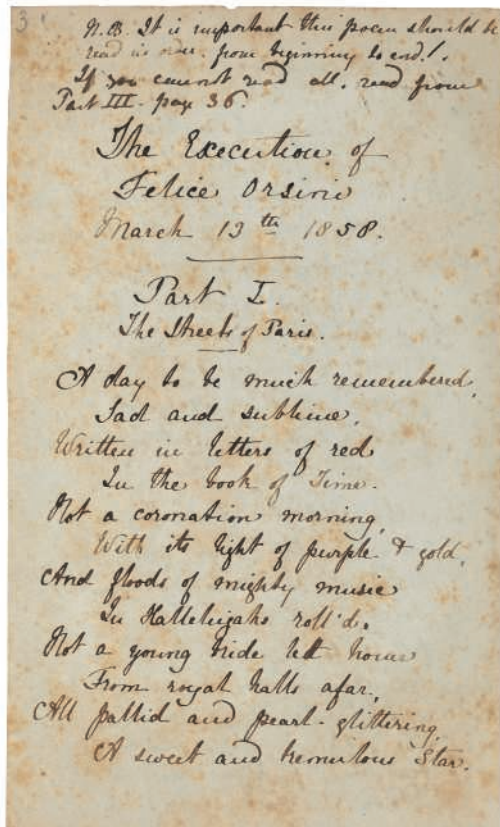 3
N.B. It is important this poem should be
read in one. from beginning to end!.
If you cannot read all. read from
Part III. page 36.
The Execution of
Felice Orsini
March 13th 1858.
Part I.
The Streets of Paris.
A day to be much remembered,
Sad and sublime,
Written in letters of red
In the book of Time.
Not a coronation morning,
With its light of purple & gold,
And floods of mighty music
In Hallelujahs roll'd.
Not a young bride led home
From royal halls afar,
All pallid and pearl-glittering,
A sweet and tremulous Star.